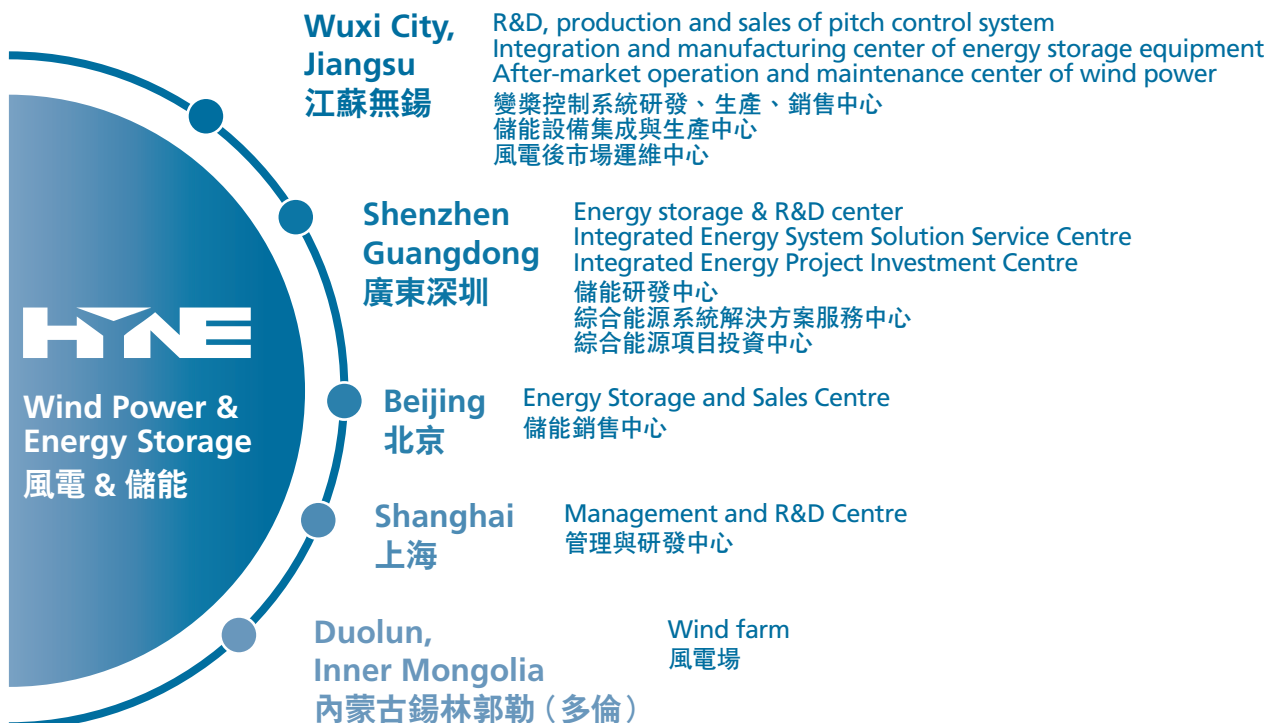 HYNE
Wind Power &
Energy Storage
風電 & 儲能
Wuxi City,
Jiangsu
江蘇無錫
R&D, production and sales of pitch control system
Integration and manufacturing center of energy storage equipment
After-market operation and maintenance center of wind power
變槳控制系統研發、生產、銷售中心
儲能設備集成與生產中心
風電後市場運維中心
Shenzhen
Guangdong
廣東深圳
Energy storage & R&D center
Integrated Energy System Solution Service Centre
Integrated Energy Project Investment Centre
儲能研發中心
綜合能源系統解決方案服務中心
綜合能源項目投資中心
Beijing
北京
Energy Storage and Sales Centre
儲能銷售中心
Shanghai
上海
Management and R&D Centre
管理與研發中心
Duolun,
Inner Mongolia
內蒙古錫林郭勒（多倫）
Wind farm
風電場